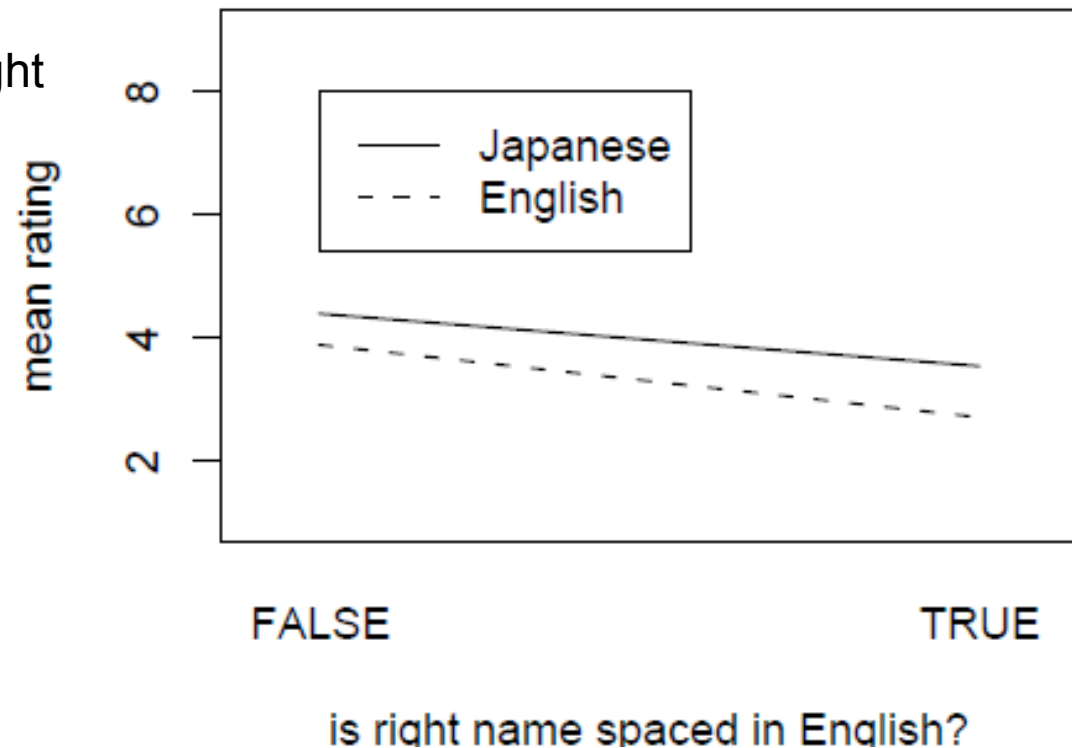 ght
mean rating
8
6
4
2
Japanese
English
FALSE TRUE
is right name spaced in English?